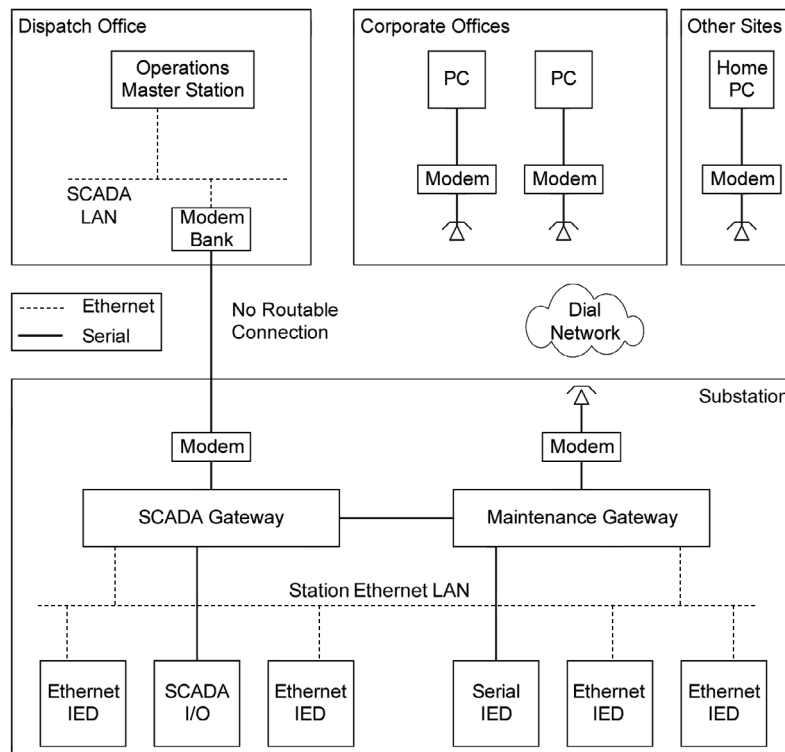 Dispatch Office
Operations
Master Station
SCADA
LAN
Modem
Bank
Corporate Offices
PC
PC
Modem
Modem
Other Sites
Home
PC
Modem
Ethernet
Serial
No Routable
Connection
Dial
Network
Substation
Modem
Modem
SCADA Gateway
Maintenance Gateway
Station Ethernet LAN
Ethernet
IED
SCADA
I/O
Ethernet
IED
Serial
IED
Ethernet
IED
Ethernet
IED